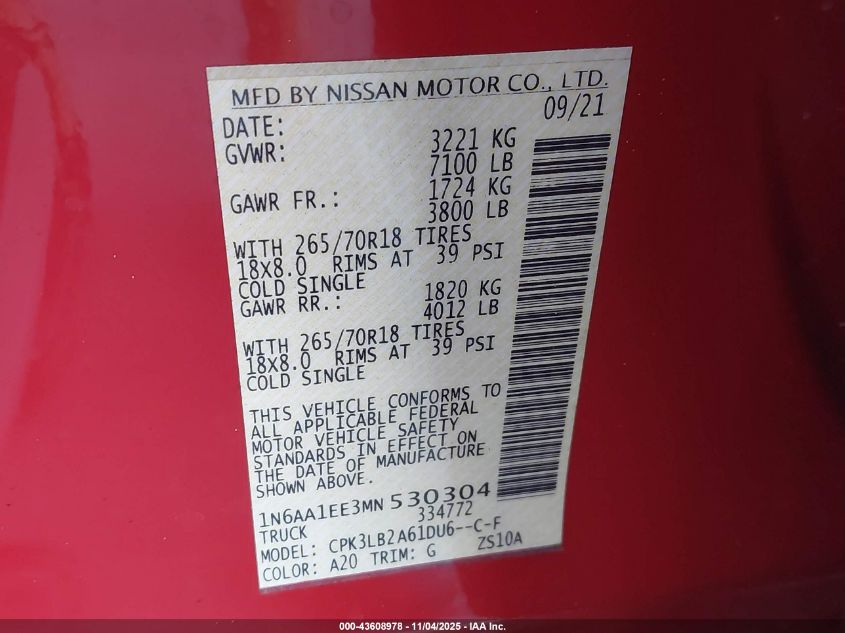 MFD BY NISSAN MOTOR CO., LTD.
DATE: 09/21
GVWR: 3221 KG
7100 LB
GAWR FR.: 1724 KG
3800 LB
WITH 265/70R18 TIRES
18X8.0 RIMS AT 39 PSI
COLD SINGLE
GAWR RR.: 1820 KG
4012 LB
WITH 265/70R18 TIRES
18X8.0 RIMS AT 39 PSI
COLD SINGLE
THIS VEHICLE CONFORMS TO
ALL APPLICABLE FEDERAL
MOTOR VEHICLE SAFETY
STANDARDS IN EFFECT ON
THE DATE OF MANUFACTURE
SHOWN ABOVE.
1N6AA1EE3MN 530304
TRUCK 334772
MODEL: CPK3LB2A61DU6--C-F
COLOR: A20 TRIM: G ZS10A
000-43608978 - 11/04/2025 - IAA Inc.